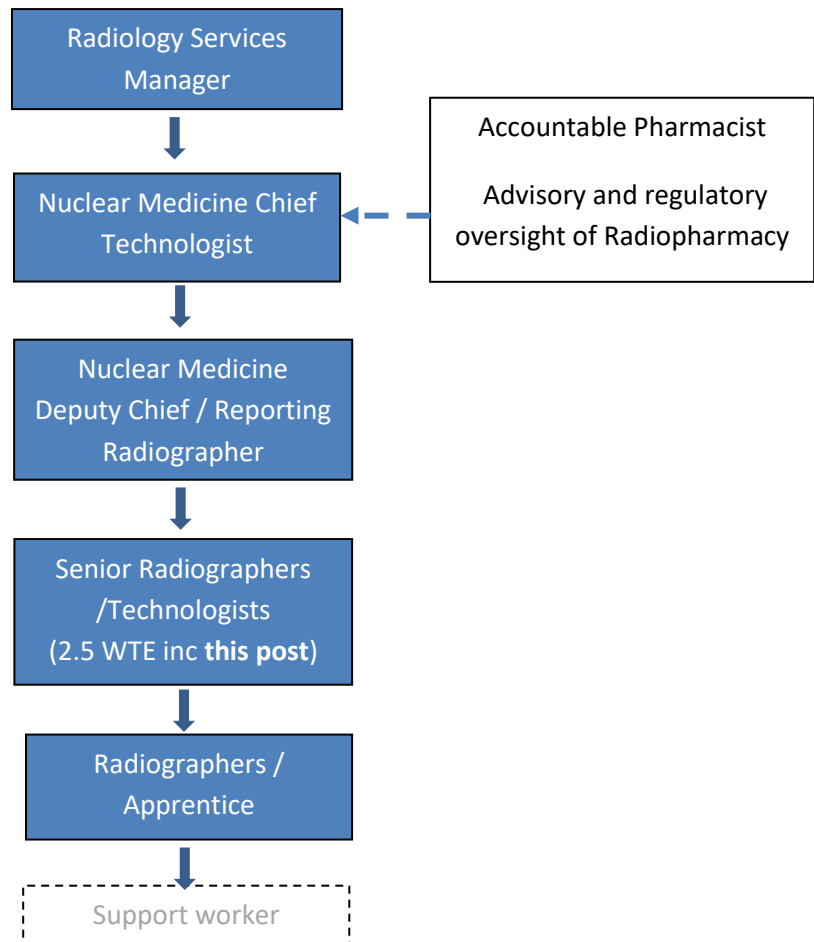 Radiology Services
Manager
Accountable Pharmacist
Advisory and regulatory
oversight of Radiopharmacy
Nuclear Medicine Chief
Technologist
Nuclear Medicine
Deputy Chief / Reporting
Radiographer
Senior Radiographers
/Technologists
(2.5 WTE inc this post)
Radiographers /
Apprentice
Support worker